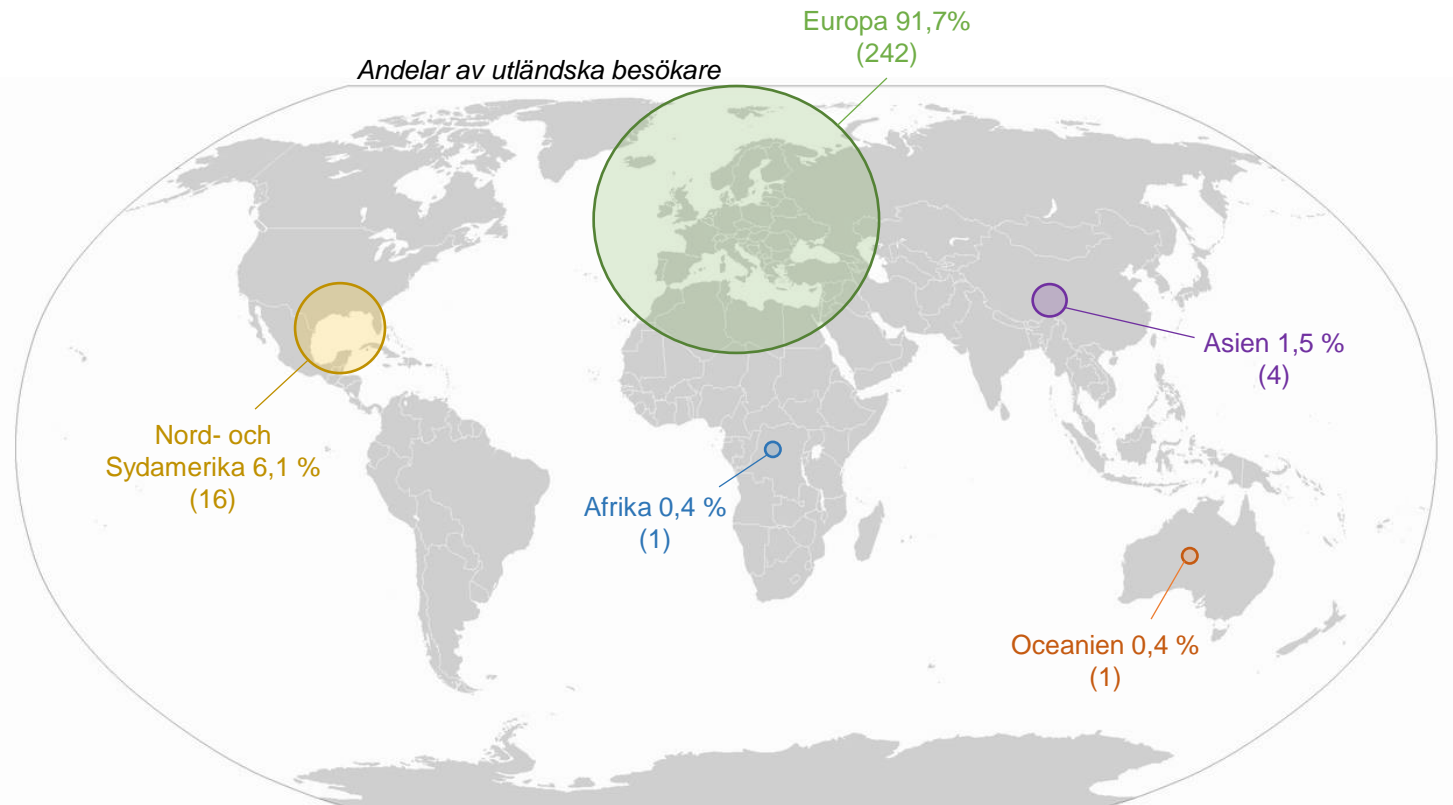 Europa 91,7%
(242)
Andelar av utländska besökare
Asien 1,5 %
(4)
Nord- och
Sydamerika 6,1 %
(16)
Afrika 0,4 %
(1)
Oceanien 0,4 %
(1)